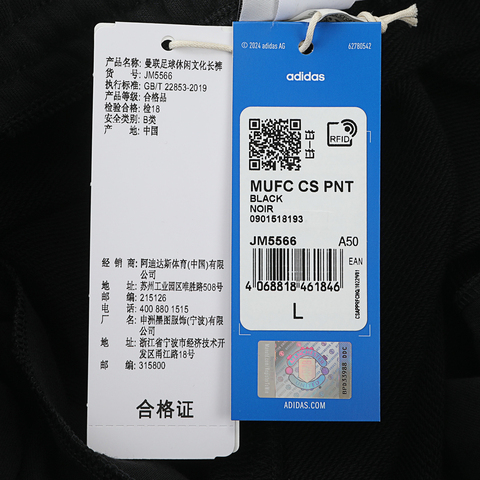 产品名称: 曼联足球休闲文化长裤
货 号: JM5566
执行标准: GB/T 22853-2019
产品等级: 合格品
检验合格: 检18
安全类别: B类
产 地: 中国
经 销 商: 阿迪达斯体育(中国)有限
公司
地 址: 苏州工业园区唯胜路508号
邮 编: 215126
电 话: 400 880 1515
厂 商: 申洲墨图服饰(宁波)有限
公司
地 址: 浙江省宁波市经济技术开
发区甬江路18号
邮 编: 315800
合格证
© 2024 adidas AG
62780542
adidas
RFID
MUFC CS PNT
BLACK
NOIR
0901518193
JM5566 A50
EAN
4 068818 461846
L
ADIDAS.COM